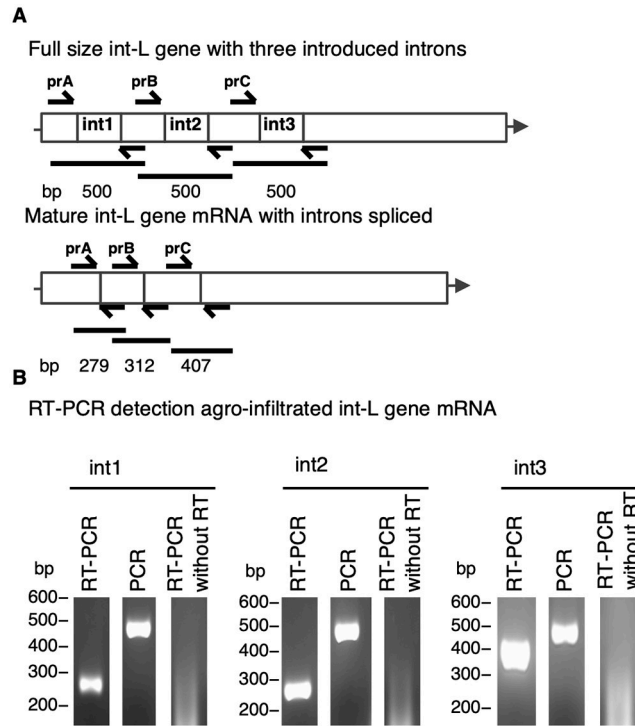 A
Full size int-L gene with three introduced introns
prA prB prC
int1 int2 int3
bp 500 500 500
Mature int-L gene mRNA with introns spliced
prA prB prC
bp 279 312 407
B
RT-PCR detection agro-infiltrated int-L gene mRNA
int1 int2 int3
RT-PCR PCR RT-PCR without RT RT-PCR PCR RT-PCR without RT RT-PCR PCR RT-PCR without RT
bp bp bp
600– 600– 600–
500– 500– 500–
400– 400– 400–
300– 300– 300–
200– 200– 200–